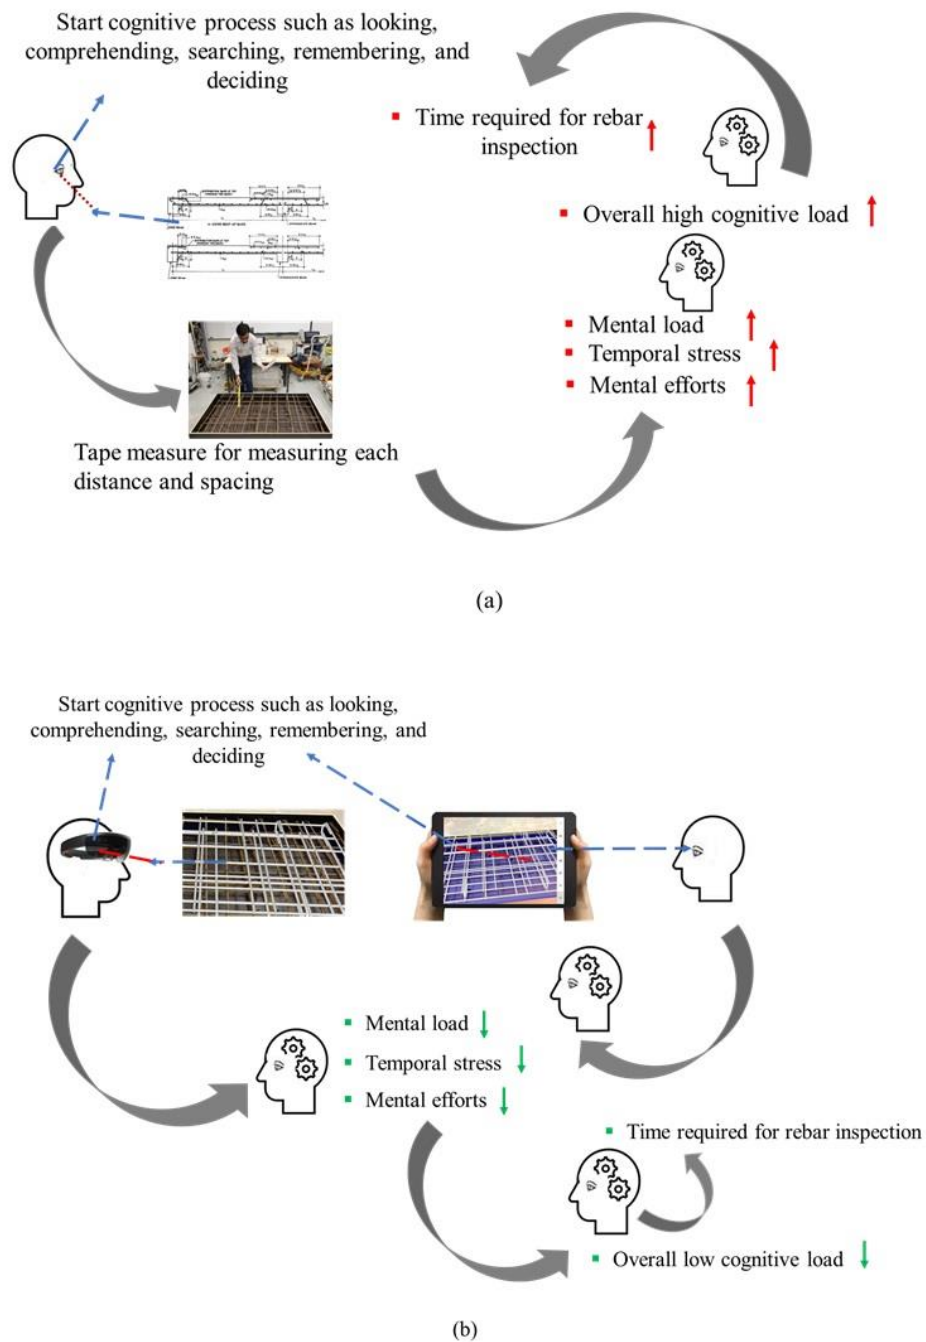 Start cognitive process such as looking,
comprehending, searching, remembering, and
deciding
▪ Time required for rebar
inspection
▪ Overall high cognitive load
▪ Mental load
▪ Temporal stress
▪ Mental efforts
Tape measure for measuring each
distance and spacing
(a)
Start cognitive process such as looking,
comprehending, searching, remembering, and
deciding
▪ Mental load
▪ Temporal stress
▪ Mental efforts
▪ Time required for rebar inspection
▪ Overall low cognitive load
(b)